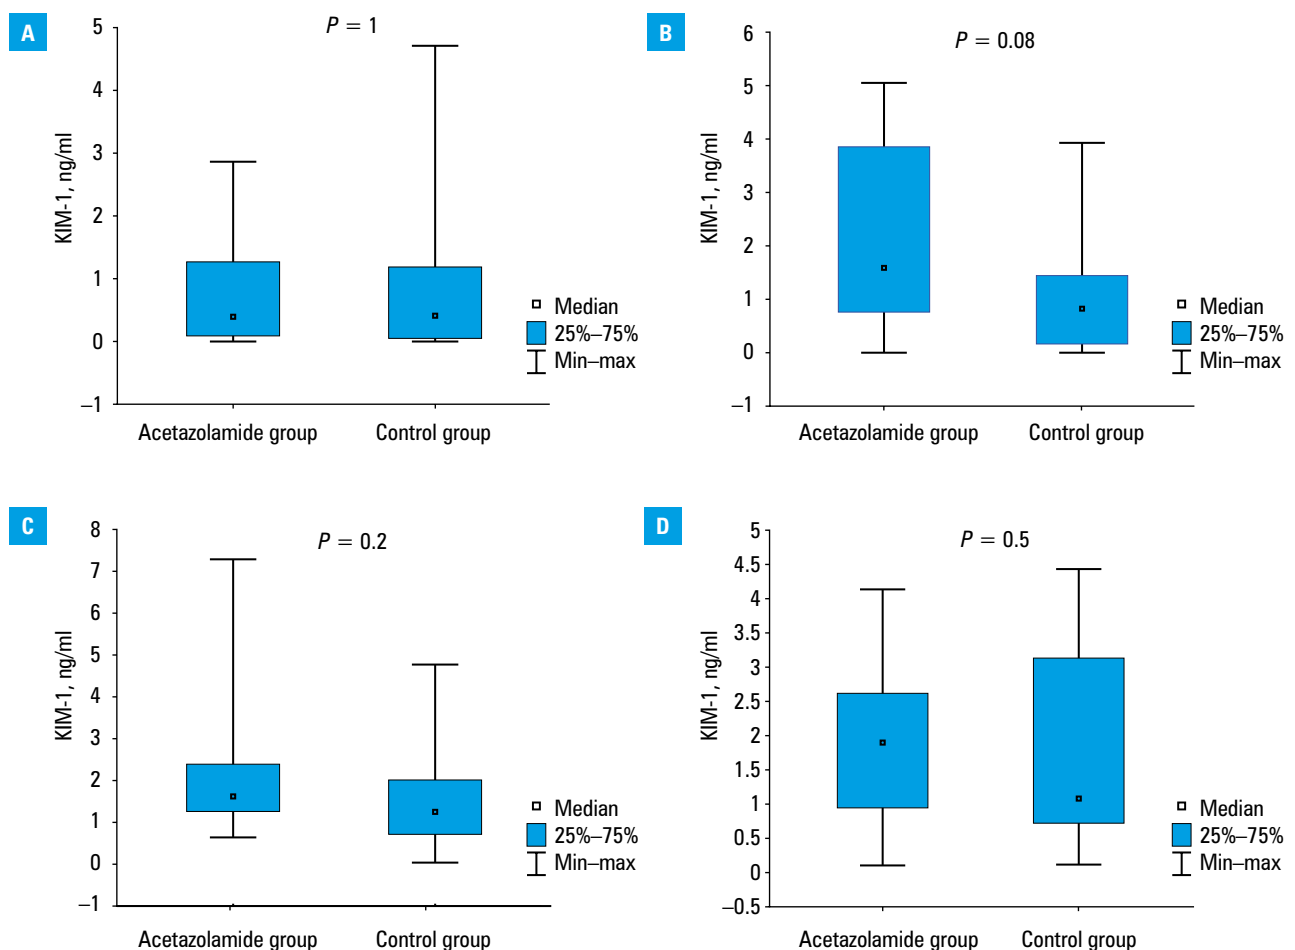 A
P = 1
KIM-1, ng/ml
5
4
3
2
1
0
–1
Acetazolamide group
Control group
Median
25%–75%
Min–max
B
P = 0.08
KIM-1, ng/ml
6
5
4
3
2
1
0
–1
Acetazolamide group
Control group
Median
25%–75%
Min–max
C
P = 0.2
KIM-1, ng/ml
8
7
6
5
4
3
2
1
0
–1
Acetazolamide group
Control group
Median
25%–75%
Min–max
D
P = 0.5
KIM-1, ng/ml
5
4.5
4
3.5
3
2.5
2
1.5
1
0.5
0
–0.5
Acetazolamide group
Control group
Median
25%–75%
Min–max